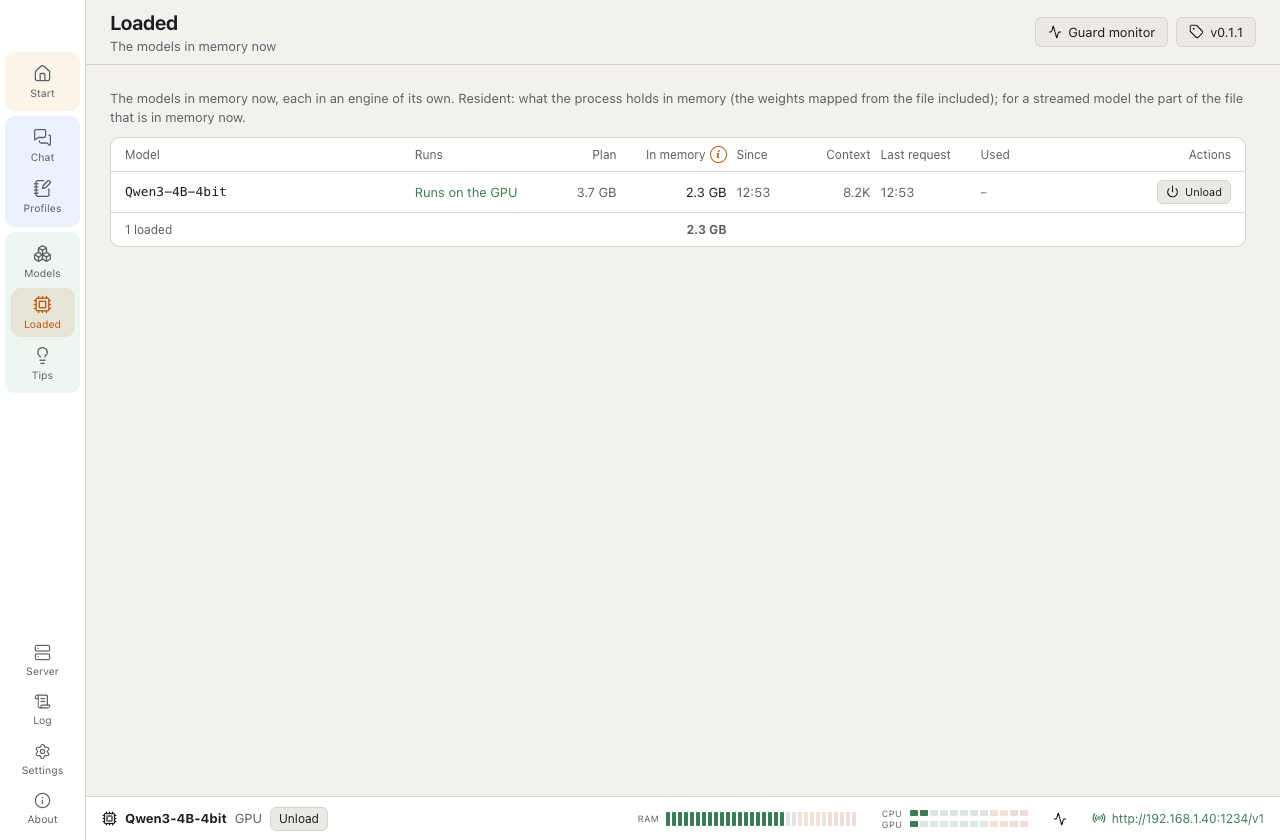 Loaded
The models in memory now
Guard monitor
v0.1.1
Start
Chat
Profiles
Models
Loaded
Tips
Server
Log
Settings
About
The models in memory now, each in an engine of its own. Resident: what the process holds in memory (the weights mapped from the file included); for a streamed model the part of the file
that is in memory now.
Model Runs Plan In memory i Since Context Last request Used Actions
Qwen3-4B-4bit Runs on the GPU 3.7 GB 2.3 GB 12:53 8.2K 12:53 – Unload
1 loaded 2.3 GB
Qwen3-4B-4bit GPU Unload
RAM
CPU
GPU
http://192.168.1.40:1234/v1